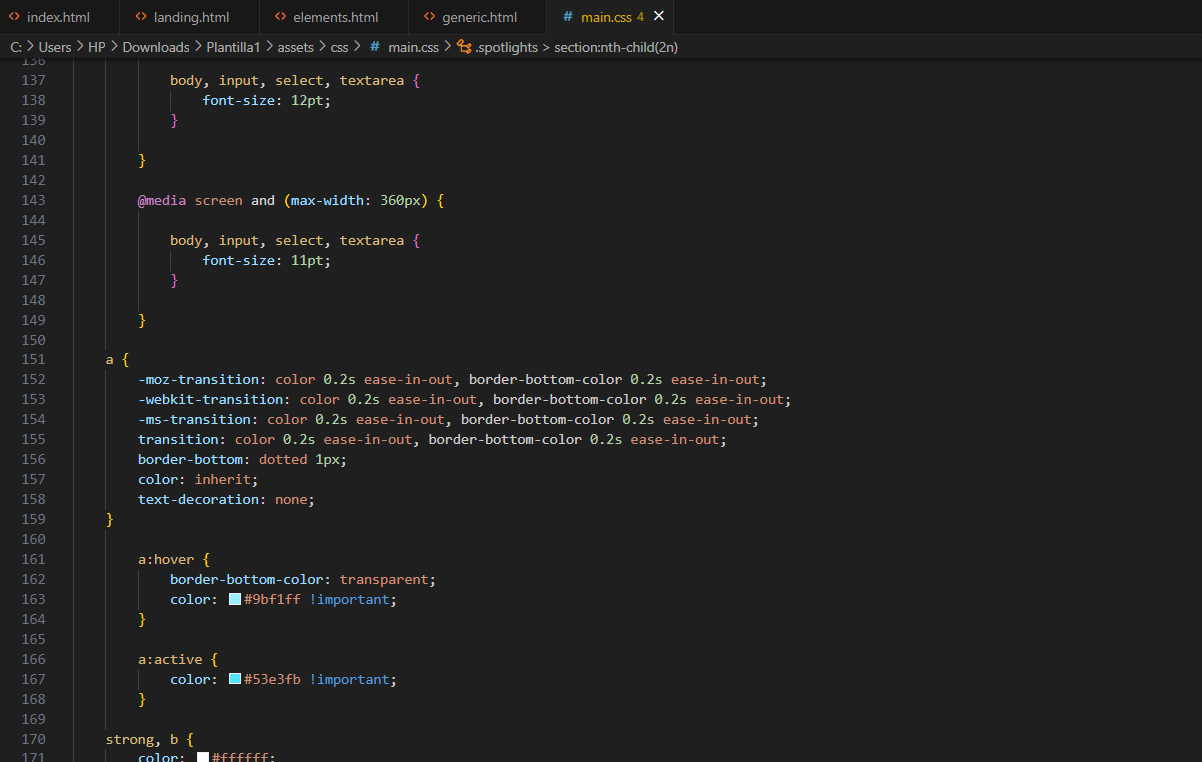 index.html landing.html elements.html generic.html # main.css 4
C: > Users > HP > Downloads > Plantilla1 > assets > css > # main.css > .spotlights > section:nth-child(2n)
136
137 body, input, select, textarea {
138 font-size: 12pt;
139 }
140
141 }
142
143 @media screen and (max-width: 360px) {
144
145 body, input, select, textarea {
146 font-size: 11pt;
147 }
148
149 }
150
151 a {
152 -moz-transition: color 0.2s ease-in-out, border-bottom-color 0.2s ease-in-out;
153 -webkit-transition: color 0.2s ease-in-out, border-bottom-color 0.2s ease-in-out;
154 -ms-transition: color 0.2s ease-in-out, border-bottom-color 0.2s ease-in-out;
155 transition: color 0.2s ease-in-out, border-bottom-color 0.2s ease-in-out;
156 border-bottom: dotted 1px;
157 color: inherit;
158 text-decoration: none;
159 }
160
161 a:hover {
162 border-bottom-color: transparent;
163 color: #9bf1ff !important;
164 }
165
166 a:active {
167 color: #53e3fb !important;
168 }
169
170 strong, b {
171 color: #ffffff;